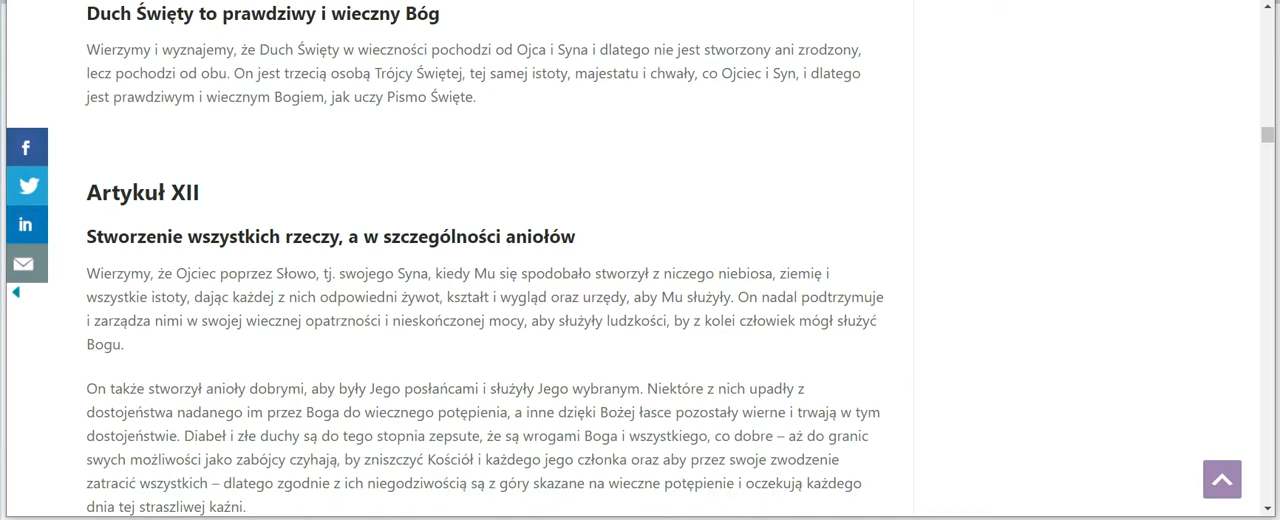 Duch Święty to prawdziwy i wieczny Bóg
Wierzymy i wyznajemy, że Duch Święty w wieczności pochodzi od Ojca i Syna i dlatego nie jest stworzony ani zrodzony,
lecz pochodzi od obu. On jest trzecią osobą Trójcy Świętej, tej samej istoty, majestatu i chwały, co Ojciec i Syn, i dlatego
jest prawdziwym i wiecznym Bogiem, jak uczy Pismo Święte.
Artykuł XII
Stworzenie wszystkich rzeczy, a w szczególności aniołów
Wierzymy, że Ojciec poprzez Słowo, tj. swojego Syna, kiedy Mu się spodobało stworzył z niczego niebiosa, ziemię i
wszystkie istoty, dając każdej z nich odpowiedni żywot, kształt i wygląd oraz urzędy, aby Mu służyły. On nadal podtrzymuje
i zarządza nimi w swojej wiecznej opatrzności i nieskończonej mocy, aby służyły ludzkości, by z kolei człowiek mógł służyć
Bogu.
On także stworzył anioły dobrymi, aby były Jego posłańcami i służyły Jego wybranym. Niektóre z nich upadły z
dostojeństwa nadanego im przez Boga do wiecznego potępienia, a inne dzięki Bożej łasce pozostały wierne i trwają w tym
dostojeństwie. Diabeł i złe duchy są do tego stopnia zepsute, że są wrogami Boga i wszystkiego, co dobre – aż do granic
swych możliwości jako zabójcy czyhają, by zniszczyć Kościół i każdego jego członka oraz aby przez swoje zwodzenie
zatracić wszystkich – dlatego zgodnie z ich niegodziwością są z góry skazane na wieczne potępienie i oczekują każdego
dnia tej straszliwej kaźni.